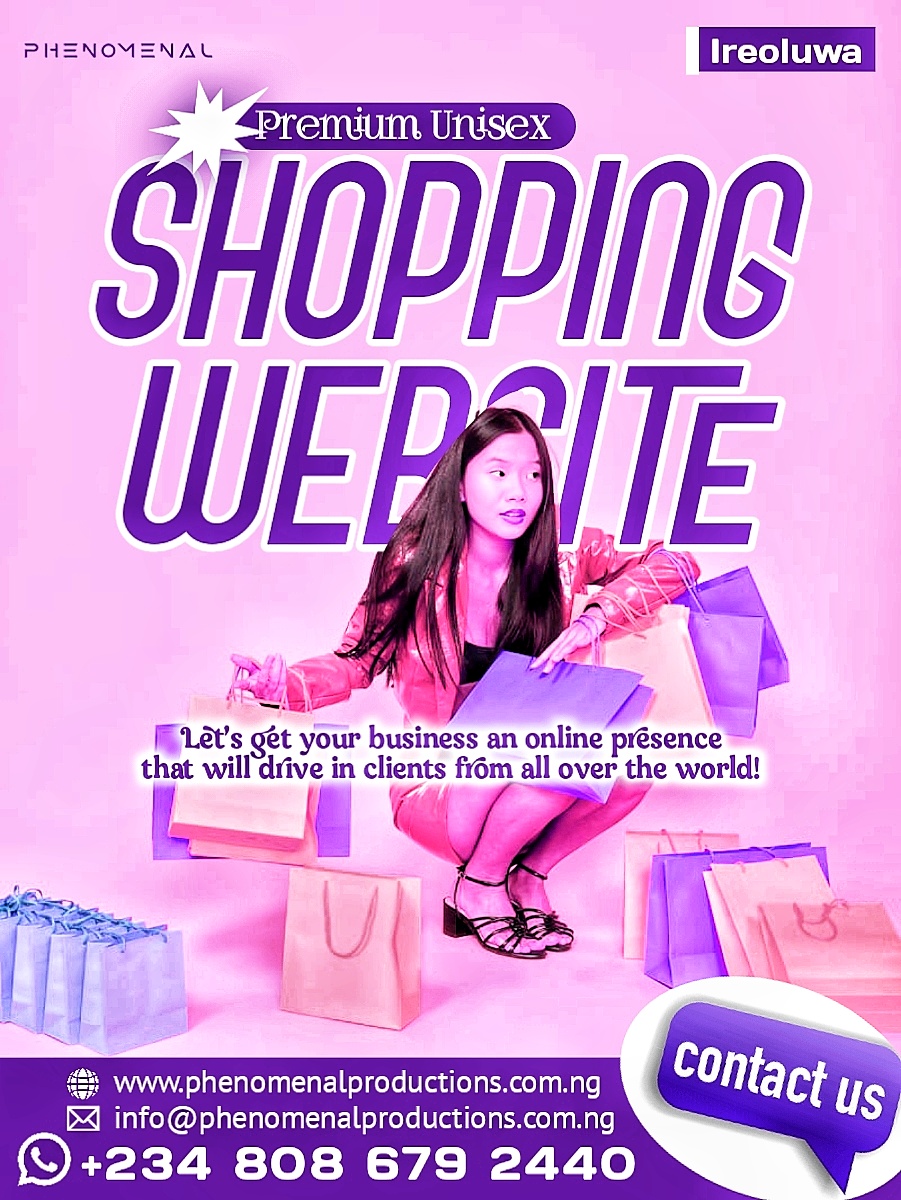 PHENOMENAL
Ireoluwa
Premium Unisex
SHOPPING
WEBSITE
Let's get your business an online presence
that will drive in clients from all over the world!
www.phenomenalproductions.com.ng
info@phenomenalproductions.com.ng
+234 808 679 2440
contact us